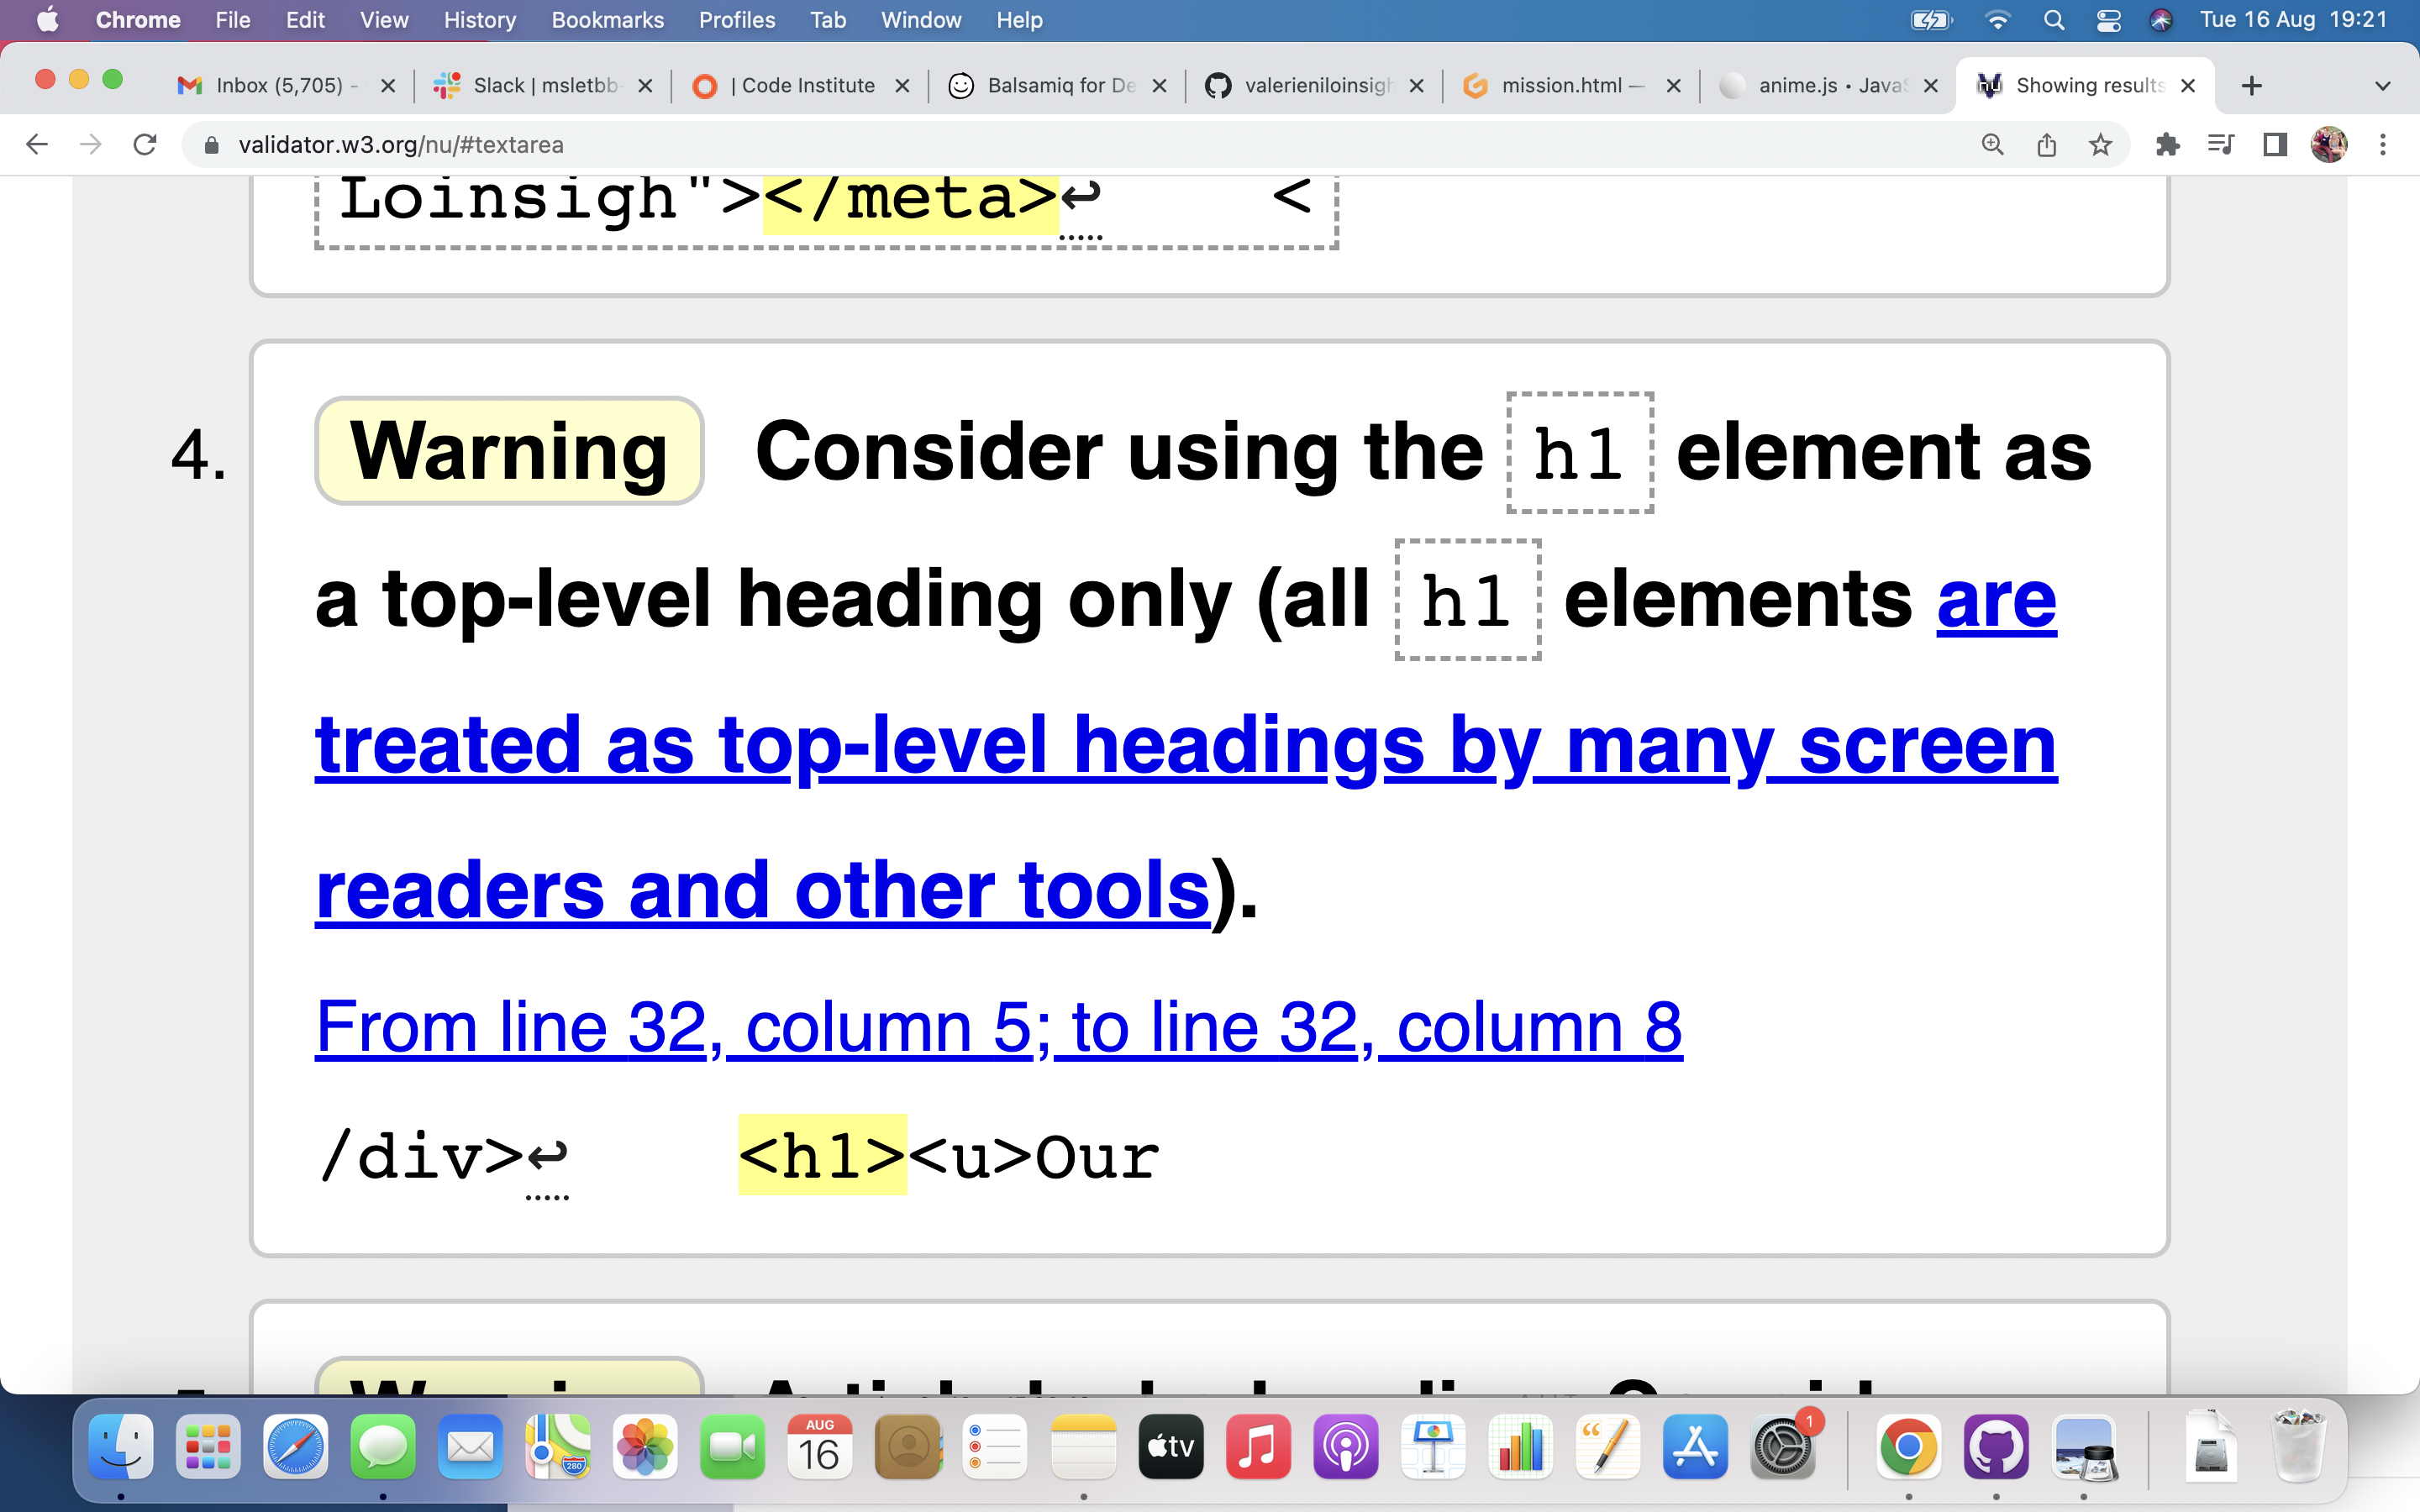 Chrome File Edit View History Bookmarks Profiles Tab Window Help Tue 16 Aug 19:21
Inbox (5,705) - Slack | msletbb- | Code Institute Balsamiq for De valerieniloinsigh mission.html — anime.js • JavaS Showing results
validator.w3.org/nu/#textarea
Loinsigh"></meta>↩ <
4. Warning Consider using the h1 element as
a top-level heading only (all h1 elements are
treated as top-level headings by many screen
readers and other tools).
From line 32, column 5; to line 32, column 8
/div>↩ <h1><u>Our
AUG
16
tv
280
1